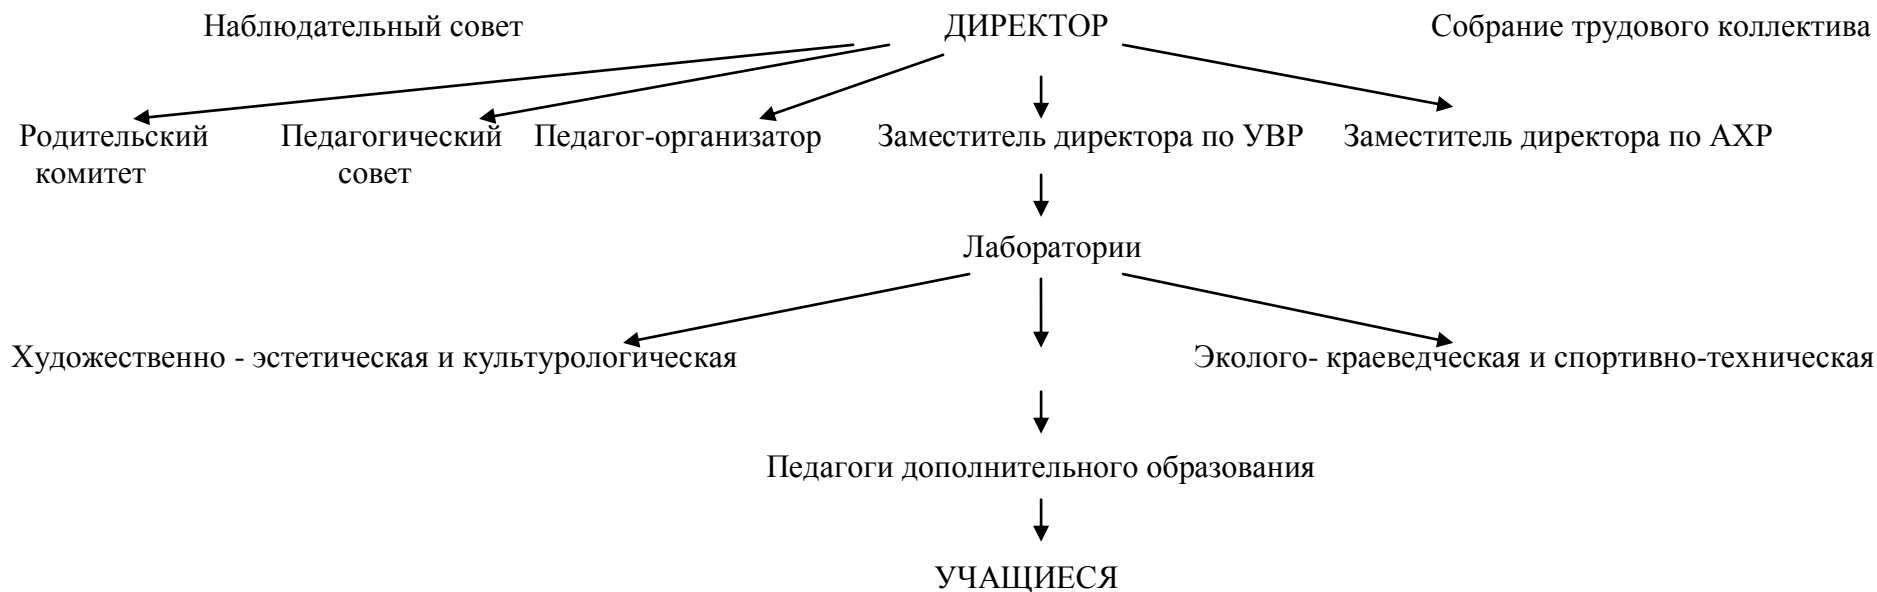 Наблюдательный совет ДИРЕКТОР Собрание трудового коллектива
Родительский комитет Педагогический совет Педагог-организатор Заместитель директора по УВР Заместитель директора по АХР
Лаборатории
Художественно - эстетическая и культурологическая Эколого- краеведческая и спортивно-техническая
Педагоги дополнительного образования
УЧАЩИЕСЯ